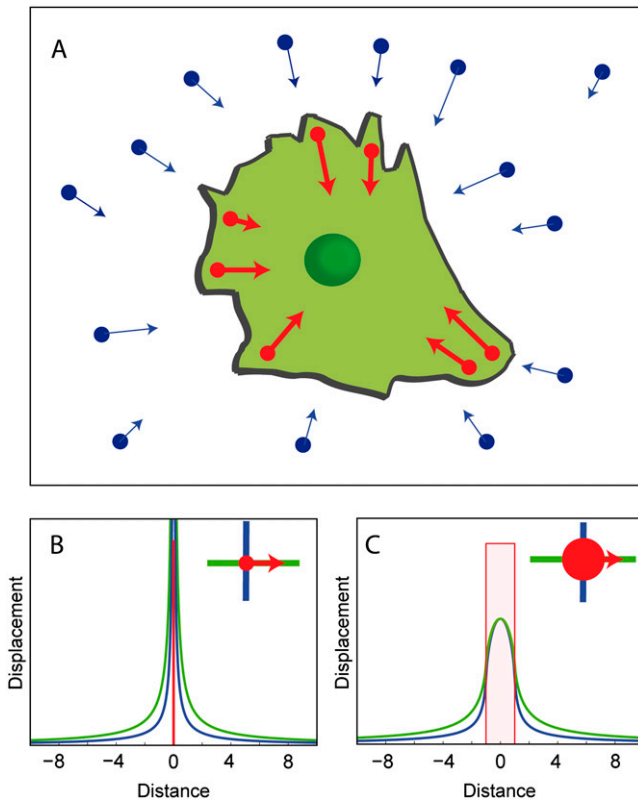 A
B
Displacement
−8 −4 0 4 8
Distance
C
Displacement
−8 −4 0 4 8
Distance